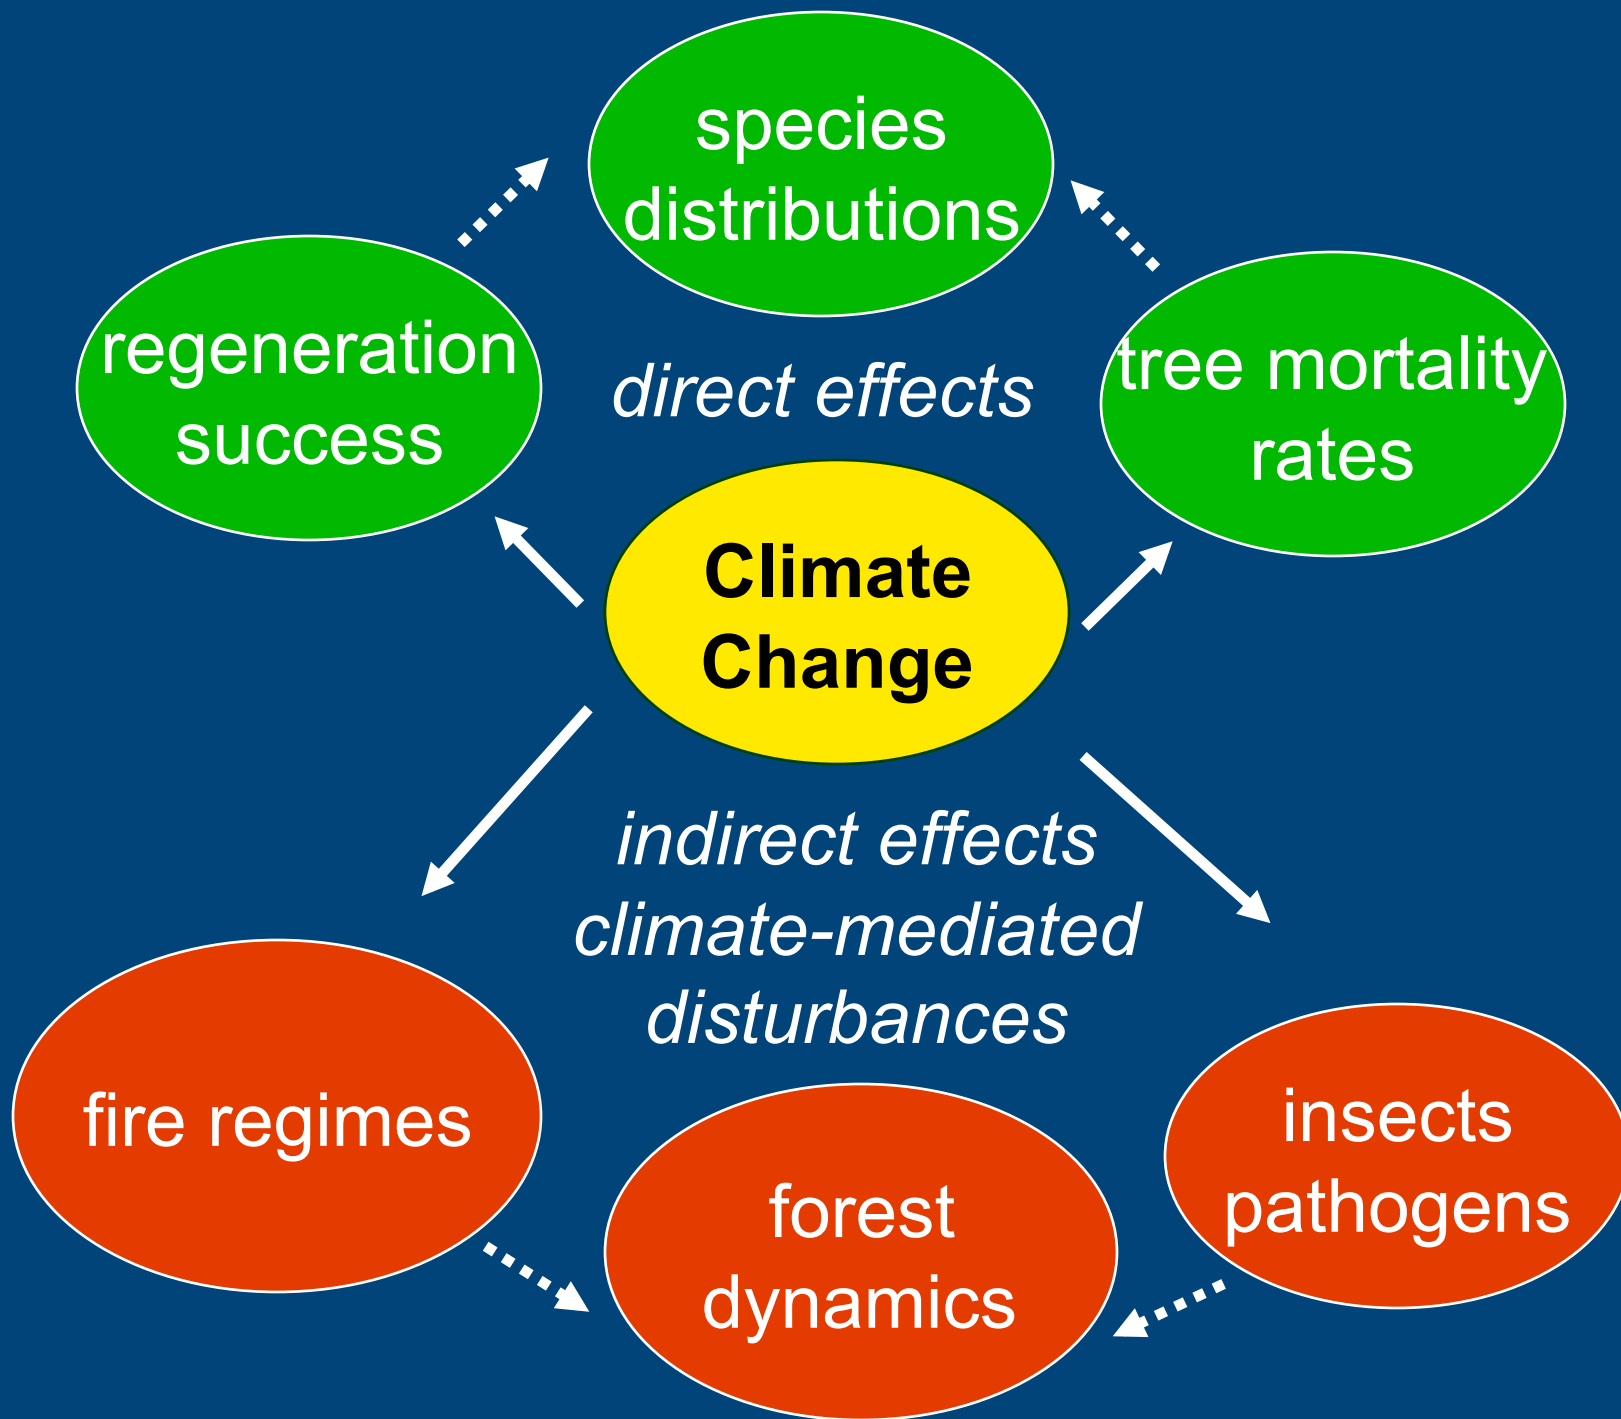 species
distributions
regeneration
success
direct effects
tree mortality
rates
Climate
Change
indirect effects
climate-mediated
disturbances
fire regimes
forest
dynamics
insects
pathogens